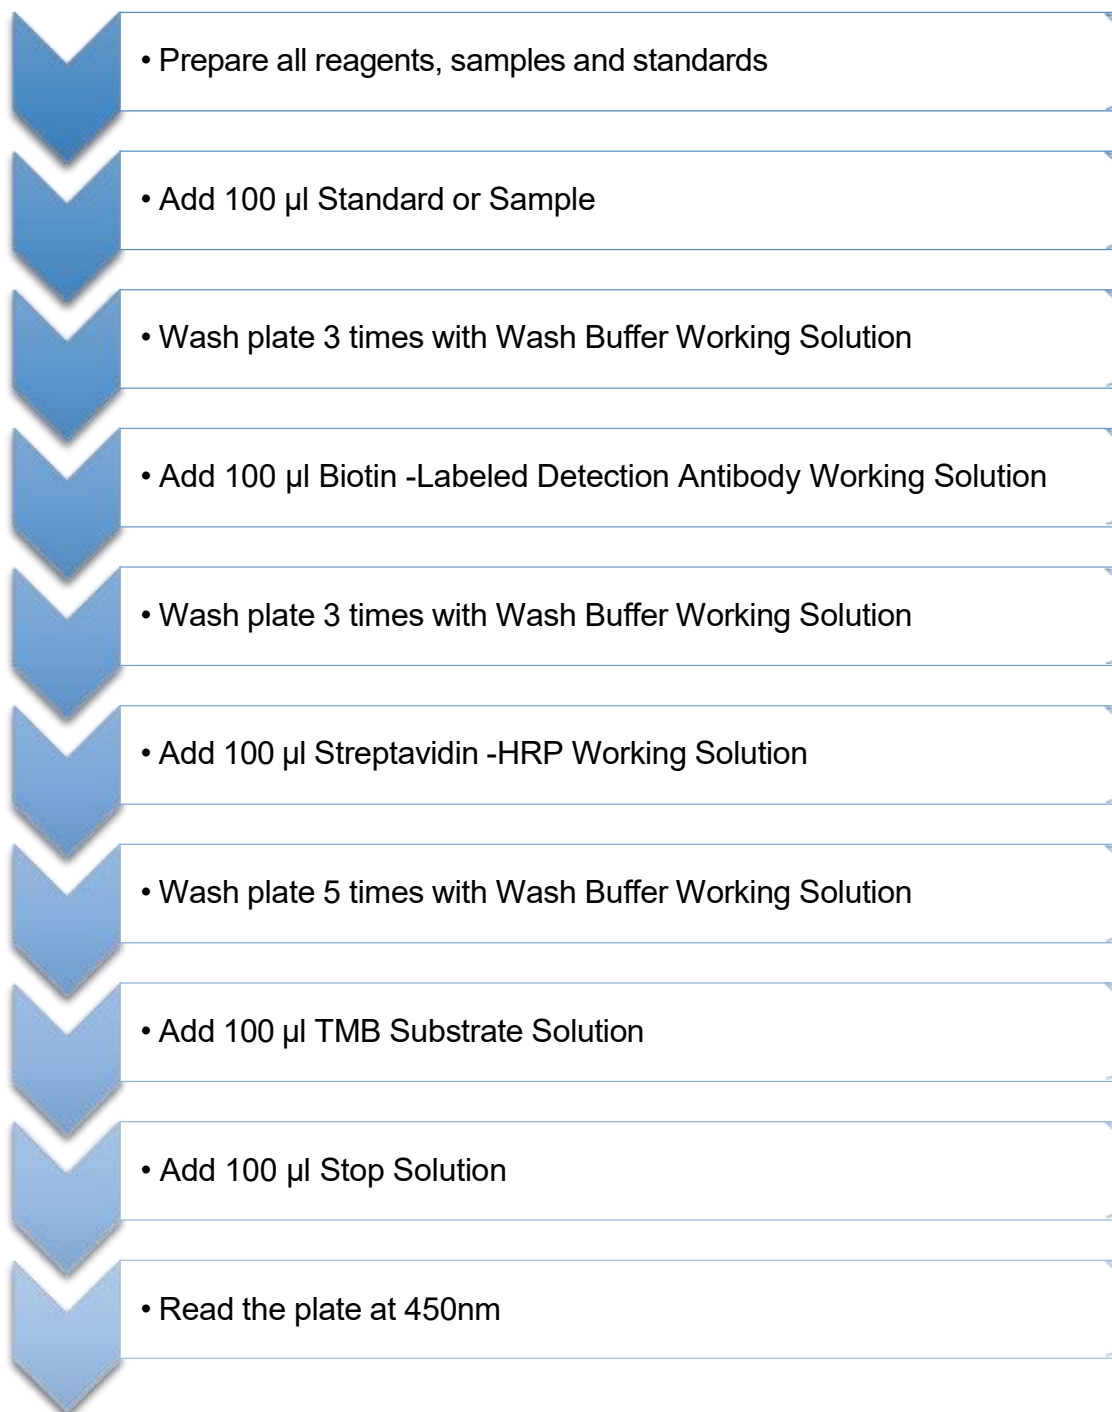 • Prepare all reagents, samples and standards
• Add 100 µl Standard or Sample
• Wash plate 3 times with Wash Buffer Working Solution
• Add 100 µl Biotin -Labeled Detection Antibody Working Solution
• Wash plate 3 times with Wash Buffer Working Solution
• Add 100 µl Streptavidin -HRP Working Solution
• Wash plate 5 times with Wash Buffer Working Solution
• Add 100 µl TMB Substrate Solution
• Add 100 µl Stop Solution
• Read the plate at 450nm